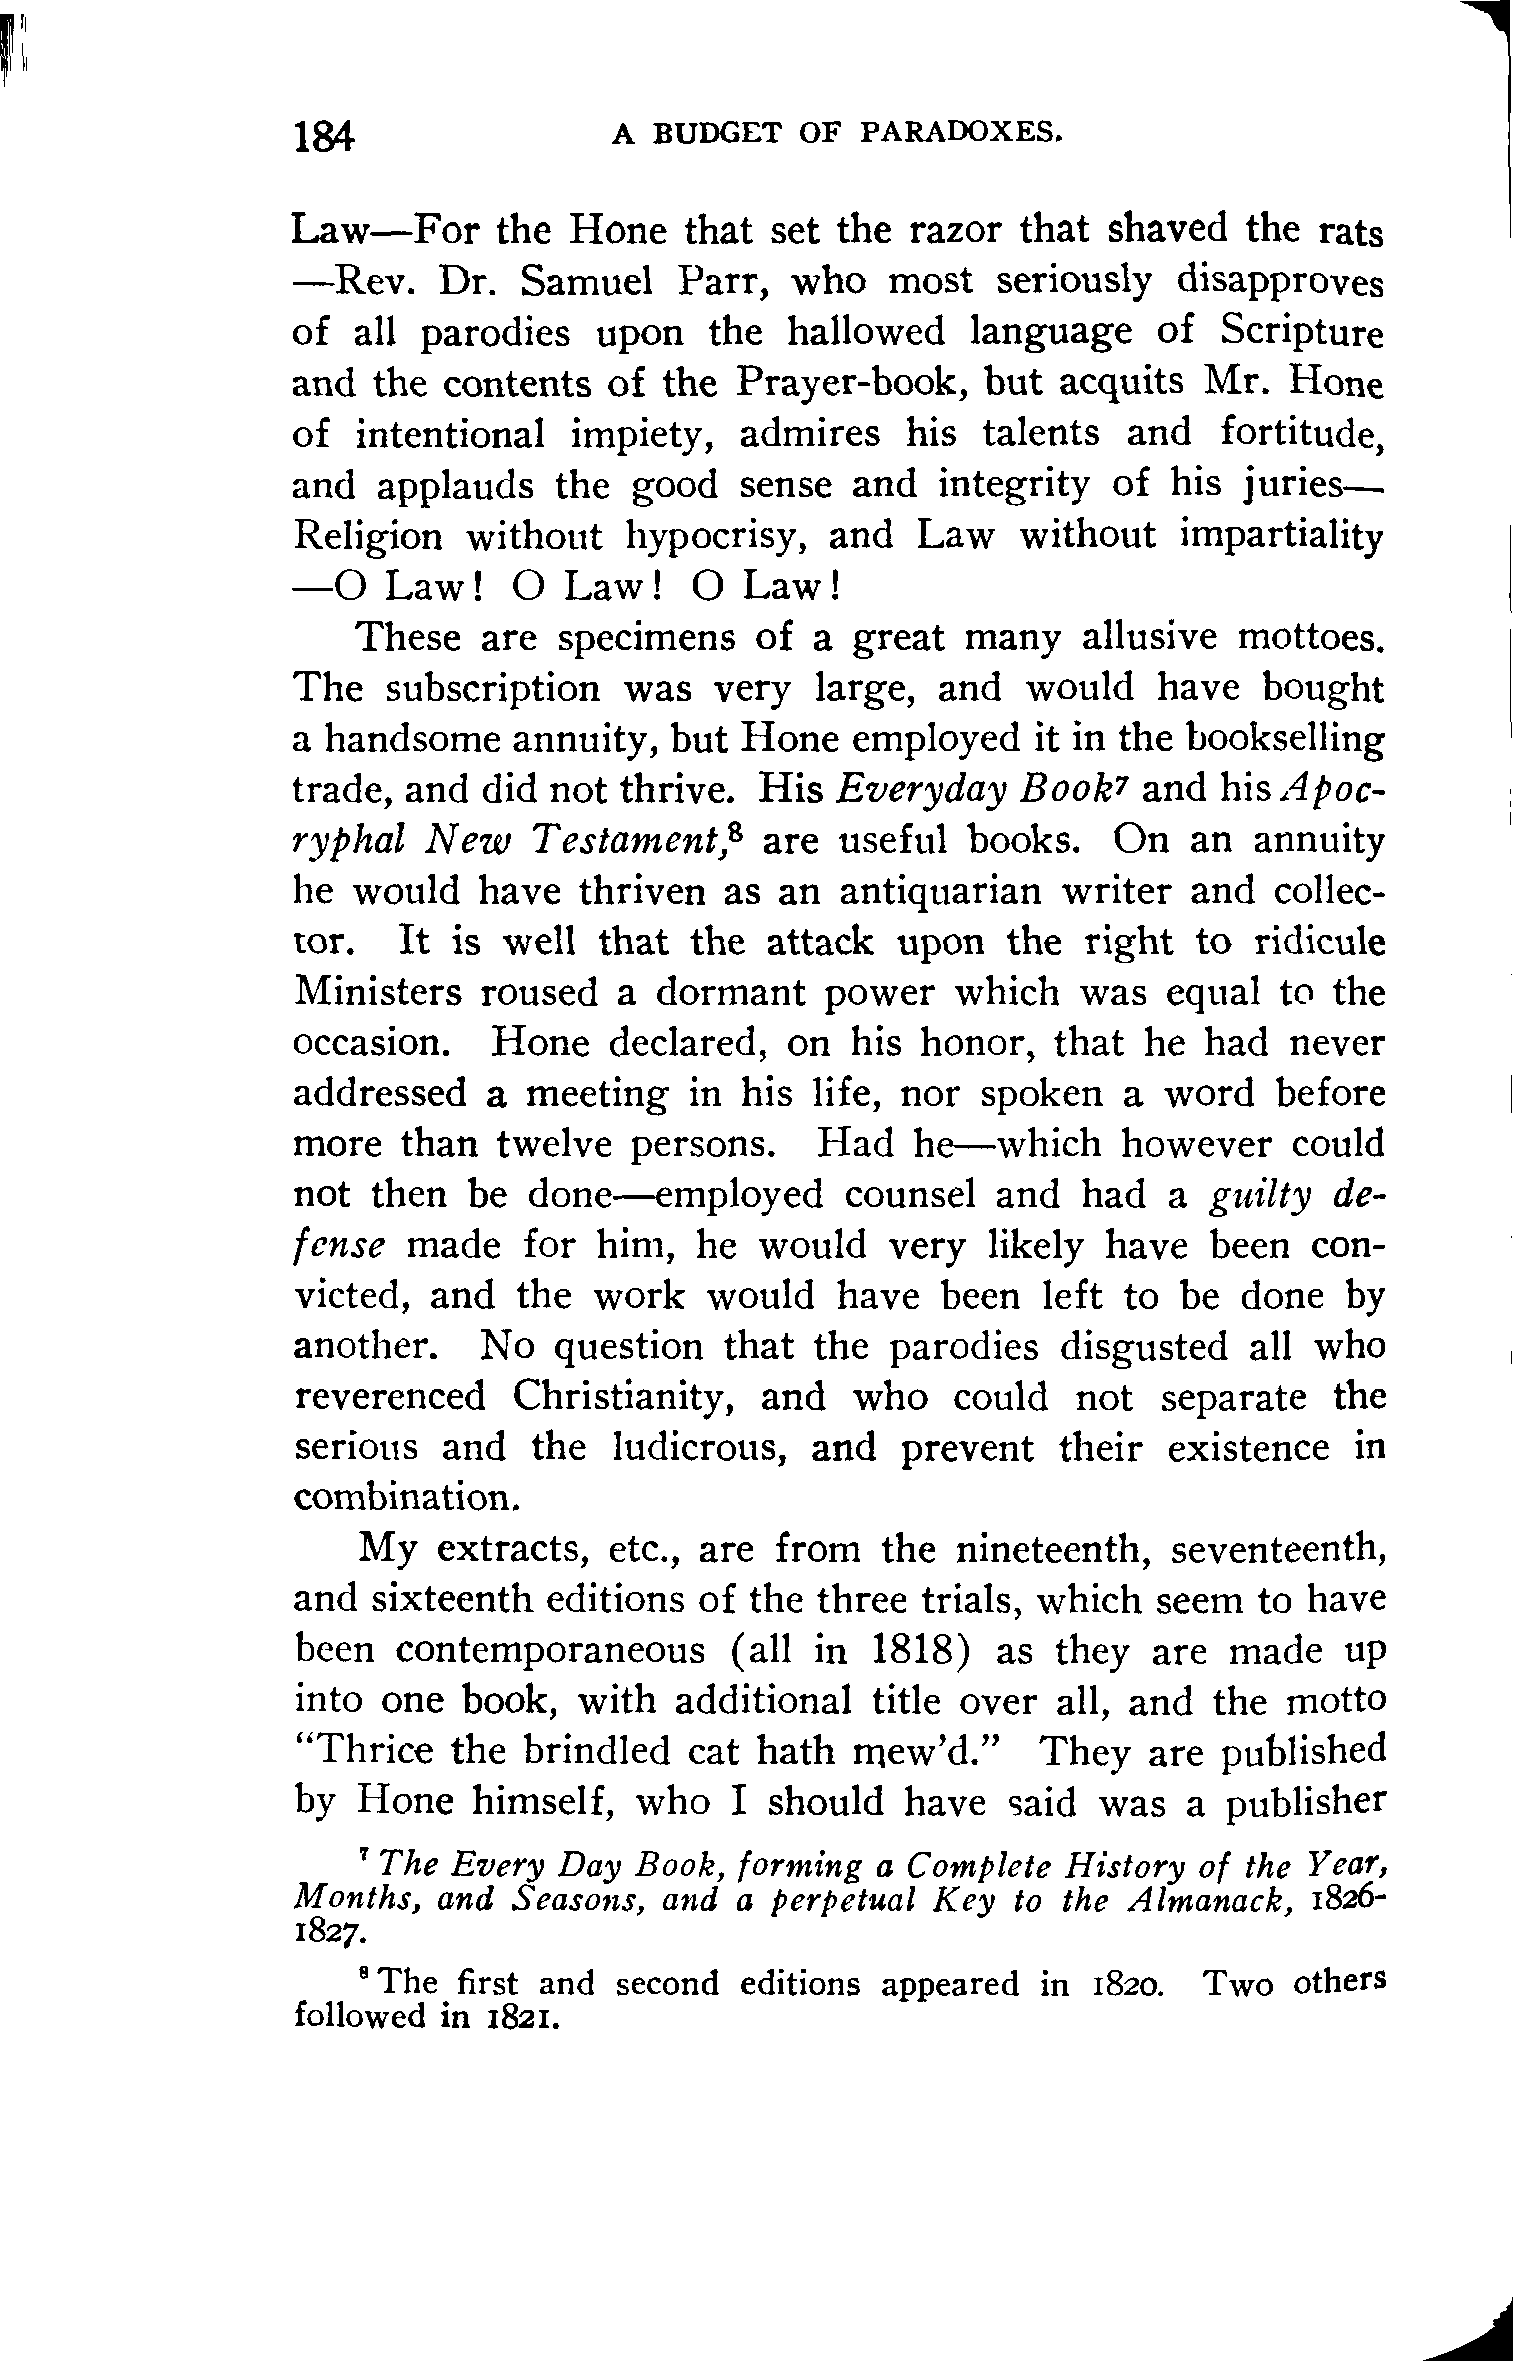 184 A BUDGET OF PARADOXES.
Law—For the Hone that set the razor that shaved the rats
—Rev. Dr. Samuel Parr, who most seriously disapproves
of all parodies upon the hallowed language of Scripture
and the contents of the Prayer-book, but acquits Mr. Hone
of intentional impiety, admires his talents and fortitude,
and applauds the good sense and integrity of his juries—
Religion without hypocrisy, and Law without impartiality
—O Law! O Law! O Law!
These are specimens of a great many allusive mottoes.
The subscription was very large, and would have bought
a handsome annuity, but Hone employed it in the bookselling
trade, and did not thrive. His Everyday Book⁷ and his Apoc-
ryphal New Testament,⁸ are useful books. On an annuity
he would have thriven as an antiquarian writer and collec-
tor. It is well that the attack upon the right to ridicule
Ministers roused a dormant power which was equal to the
occasion. Hone declared, on his honor, that he had never
addressed a meeting in his life, nor spoken a word before
more than twelve persons. Had he—which however could
not then be done—employed counsel and had a guilty de-
fense made for him, he would very likely have been con-
victed, and the work would have been left to be done by
another. No question that the parodies disgusted all who
reverenced Christianity, and who could not separate the
serious and the ludicrous, and prevent their existence in
combination.
My extracts, etc., are from the nineteenth, seventeenth,
and sixteenth editions of the three trials, which seem to have
been contemporaneous (all in 1818) as they are made up
into one book, with additional title over all, and the motto
“Thrice the brindled cat hath mew’d.” They are published
by Hone himself, who I should have said was a publisher
⁷ The Every Day Book, forming a Complete History of the Year,
Months, and Seasons, and a perpetual Key to the Almanack, 1826-
1827.
⁸ The first and second editions appeared in 1820. Two others
followed in 1821.